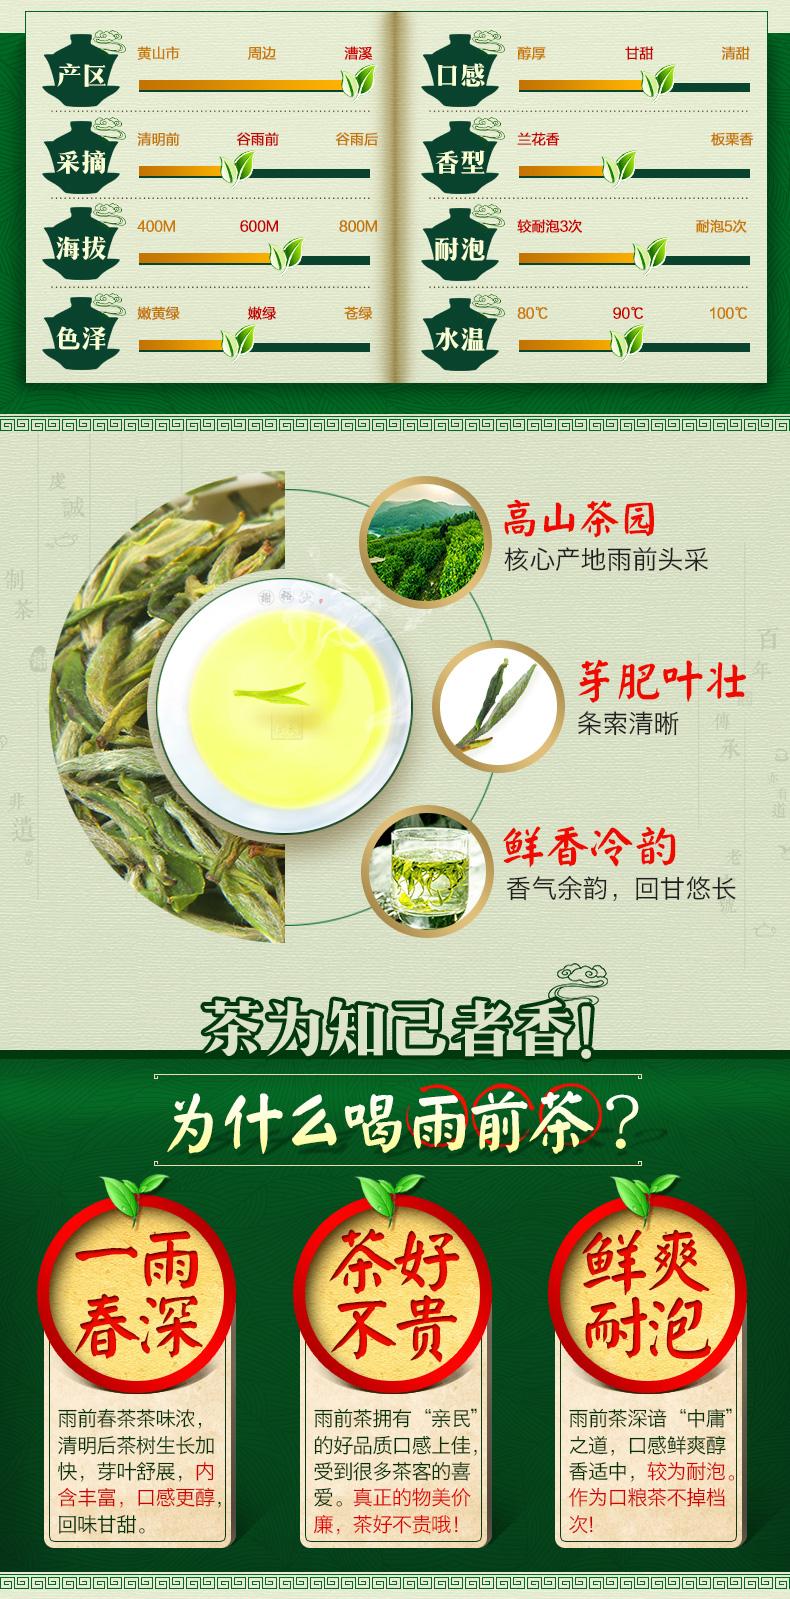 产区
黄山市 周边 漕溪
口感
醇厚 甘甜 清甜
采摘
清明前 谷雨前 谷雨后
香型
兰花香 板栗香
海拔
400M 600M 800M
耐泡
较耐泡3次 耐泡5次
色泽
嫩黄绿 嫩绿 苍绿
水温
80℃ 90℃ 100℃
高山茶园
核心产地雨前头采
芽肥叶壮
条索清晰
鲜香冷韵
香气余韵，回甘悠长
虔
誠
制
茶
百
年
傳
承
非
遺
茶为知己者香!
为什么喝雨前茶?
一雨
春深
雨前春茶茶味浓，
清明后茶树生长加
快，芽叶舒展，内
含丰富，口感更醇，
回味甘甜。
茶好
不贵
雨前茶拥有“亲民”
的好品质口感上佳，
受到很多茶客的喜
爱。真正的物美价
廉，茶好不贵哦！
鲜爽
耐泡
雨前茶深谙“中庸”
之道，口感鲜爽醇
香适中，较为耐泡。
作为口粮茶不掉档
次!